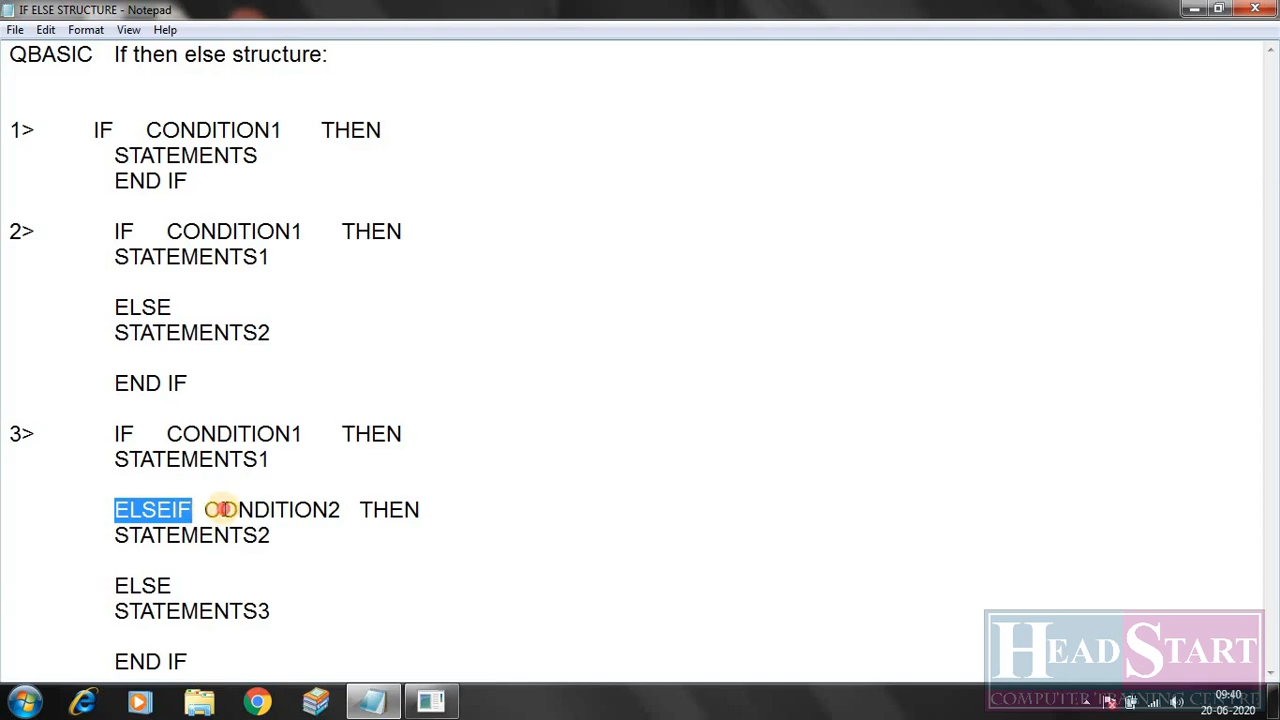 IF ELSE STRUCTURE - Notepad
File Edit Format View Help
QBASIC If then else structure:
1> IF CONDITION1 THEN
STATEMENTS
END IF
2> IF CONDITION1 THEN
STATEMENTS1
ELSE
STATEMENTS2
END IF
3> IF CONDITION1 THEN
STATEMENTS1
ELSEIF CONDITION2 THEN
STATEMENTS2
ELSE
STATEMENTS3
END IF
HEADSTART
COMPUTER TRAINING CENTRE
09:40
20-06-2020